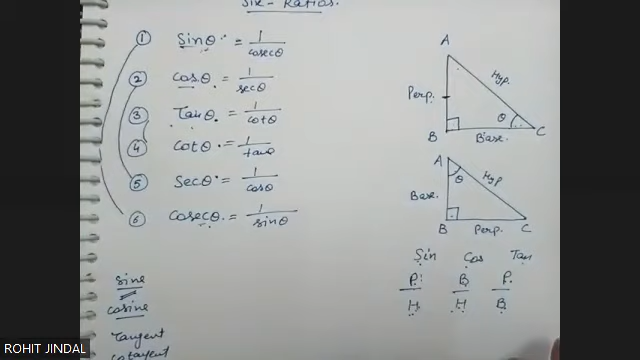 Six - Ratios.
① Sinθ = 1/cosecθ
② cosθ = 1/secθ
③ Tanθ = 1/cotθ
④ cotθ = 1/tanθ
⑤ secθ = 1/cosθ
⑥ cosecθ = 1/sinθ
sine
cosine
Tangent
cotangent
A
Hyp.
Perp.
θ
B Base C
A
θ Hyp
Base.
B Perp. C
Sin Cos Tan
P B P
H H B
ROHIT JINDAL